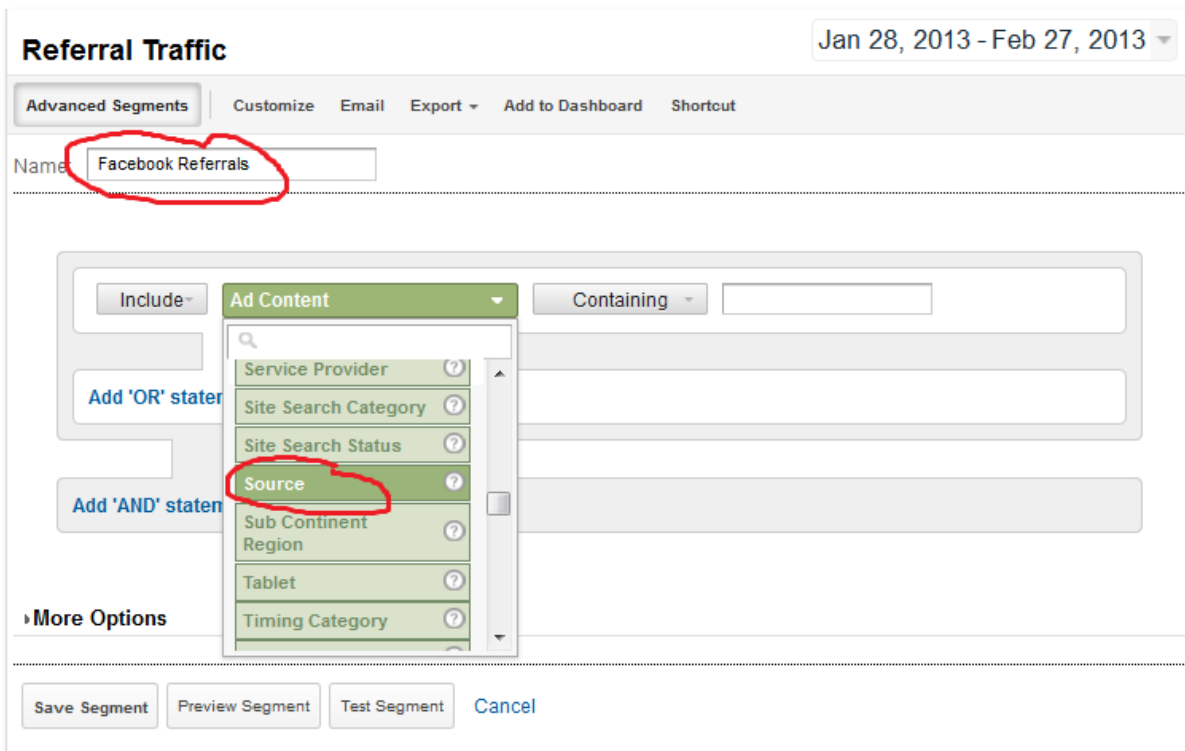 Referral Traffic
Jan 28, 2013 - Feb 27, 2013
Advanced Segments Customize Email Export Add to Dashboard Shortcut
Name: Facebook Referrals
Include Ad Content Containing
Service Provider
Add 'OR' statem
Site Search Category
Site Search Status
Source
Add 'AND' statem
Sub Continent
Region
Tablet
Timing Category
More Options
Save Segment Preview Segment Test Segment Cancel